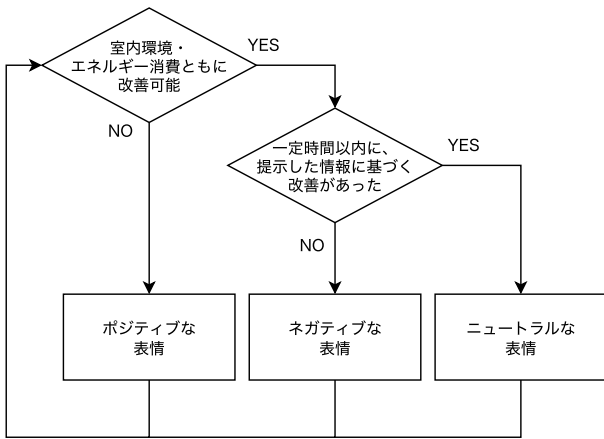 室内環境・
エネルギー消費ともに
改善可能
YES
NO
一定時間以内に、
提示した情報に基づく
改善があった
YES
NO
ポジティブな
表情
ネガティブな
表情
ニュートラルな
表情